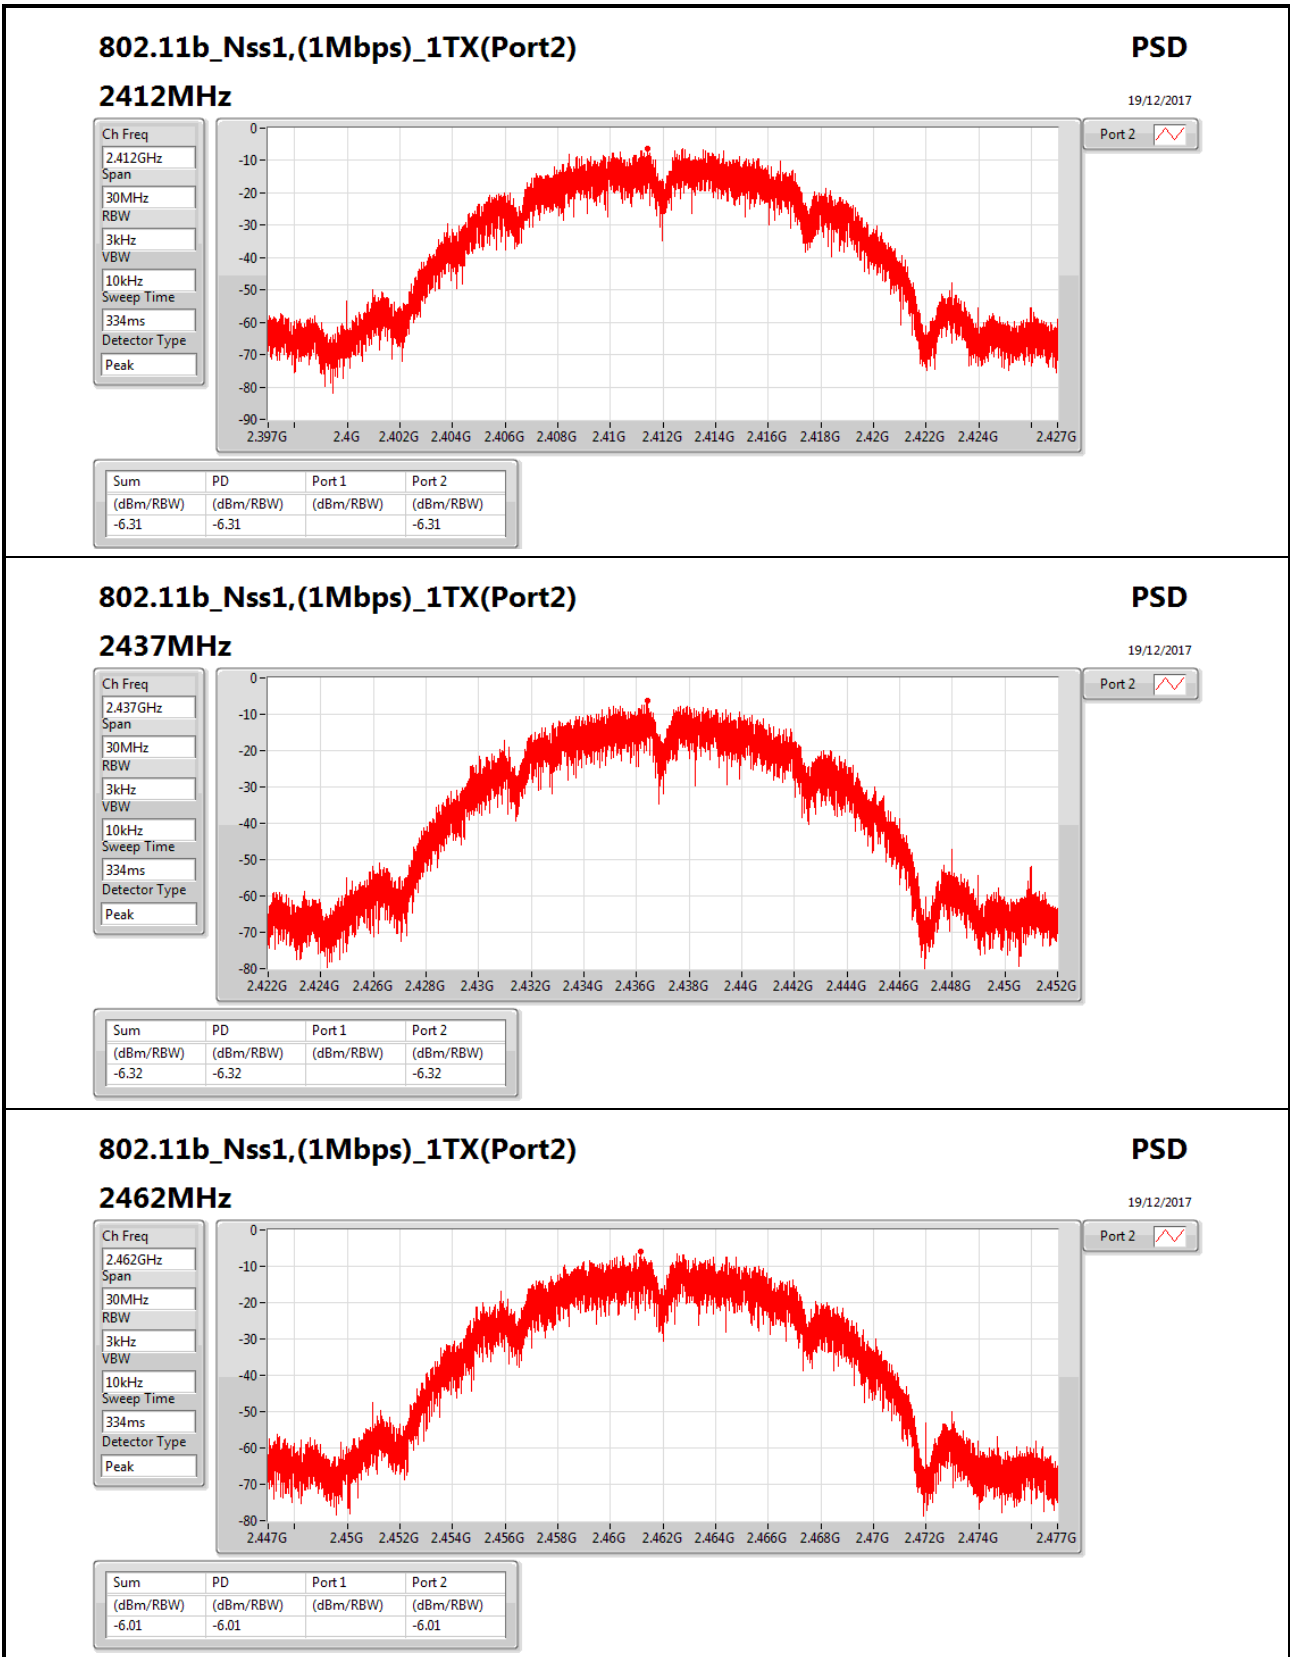 802.11b_Nss1,(1Mbps)_1TX(Port2) PSD
2412MHz 19/12/2017
Ch Freq
2.412GHz
Span
30MHz
RBW
3kHz
VBW
10kHz
Sweep Time
334ms
Detector Type
Peak
0
-10
-20
-30
-40
-50
-60
-70
-80
-90
2.397G 2.4G 2.402G 2.404G 2.406G 2.408G 2.41G 2.412G 2.414G 2.416G 2.418G 2.42G 2.422G 2.424G 2.427G
Port 2
Sum PD Port 1 Port 2
(dBm/RBW) (dBm/RBW) (dBm/RBW) (dBm/RBW)
-6.31 -6.31 -6.31
802.11b_Nss1,(1Mbps)_1TX(Port2) PSD
2437MHz 19/12/2017
Ch Freq
2.437GHz
Span
30MHz
RBW
3kHz
VBW
10kHz
Sweep Time
334ms
Detector Type
Peak
0
-10
-20
-30
-40
-50
-60
-70
-80
2.422G 2.424G 2.426G 2.428G 2.43G 2.432G 2.434G 2.436G 2.438G 2.44G 2.442G 2.444G 2.446G 2.448G 2.45G 2.452G
Port 2
Sum PD Port 1 Port 2
(dBm/RBW) (dBm/RBW) (dBm/RBW) (dBm/RBW)
-6.32 -6.32 -6.32
802.11b_Nss1,(1Mbps)_1TX(Port2) PSD
2462MHz 19/12/2017
Ch Freq
2.462GHz
Span
30MHz
RBW
3kHz
VBW
10kHz
Sweep Time
334ms
Detector Type
Peak
0
-10
-20
-30
-40
-50
-60
-70
-80
2.447G 2.45G 2.452G 2.454G 2.456G 2.458G 2.46G 2.462G 2.464G 2.466G 2.468G 2.47G 2.472G 2.474G 2.477G
Port 2
Sum PD Port 1 Port 2
(dBm/RBW) (dBm/RBW) (dBm/RBW) (dBm/RBW)
-6.01 -6.01 -6.01